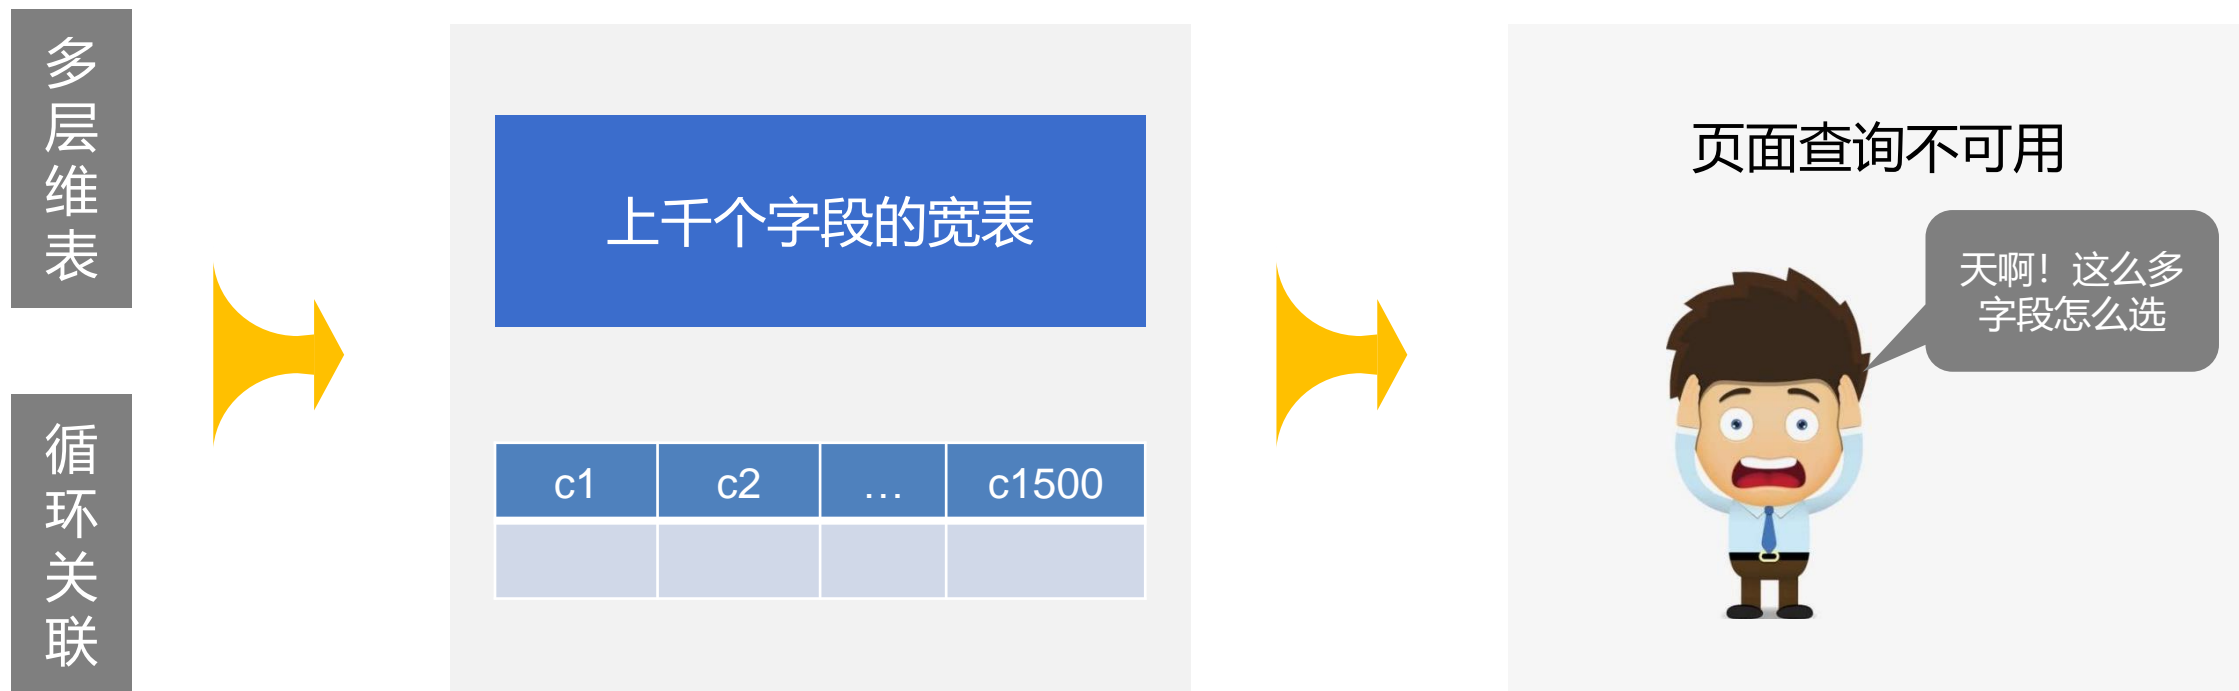 多层维表
循环关联
上千个字段的宽表
c1 c2 … c1500
页面查询不可用
天啊！这么多
字段怎么选